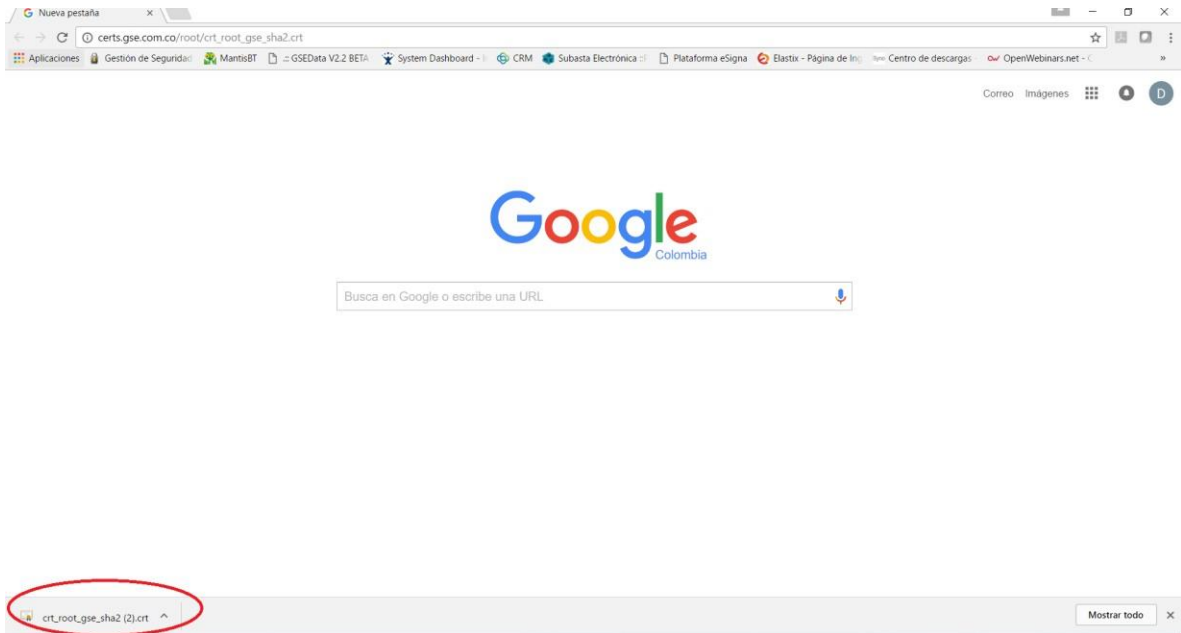 Nueva pestaña
certs.gse.com.co/root/crt_root_gse_sha2.crt
Aplicaciones Gestión de Seguridad MantisBT .::GSEData V2.2 BETA System Dashboard - CRM Subasta Electrónica :: Plataforma eSigna Elastix - Página de Ing Centro de descargas OpenWebinars.net - »
Correo Imágenes D
Google
Colombia
Busca en Google o escribe una URL
crt_root_gse_sha2 (2).crt Mostrar todo